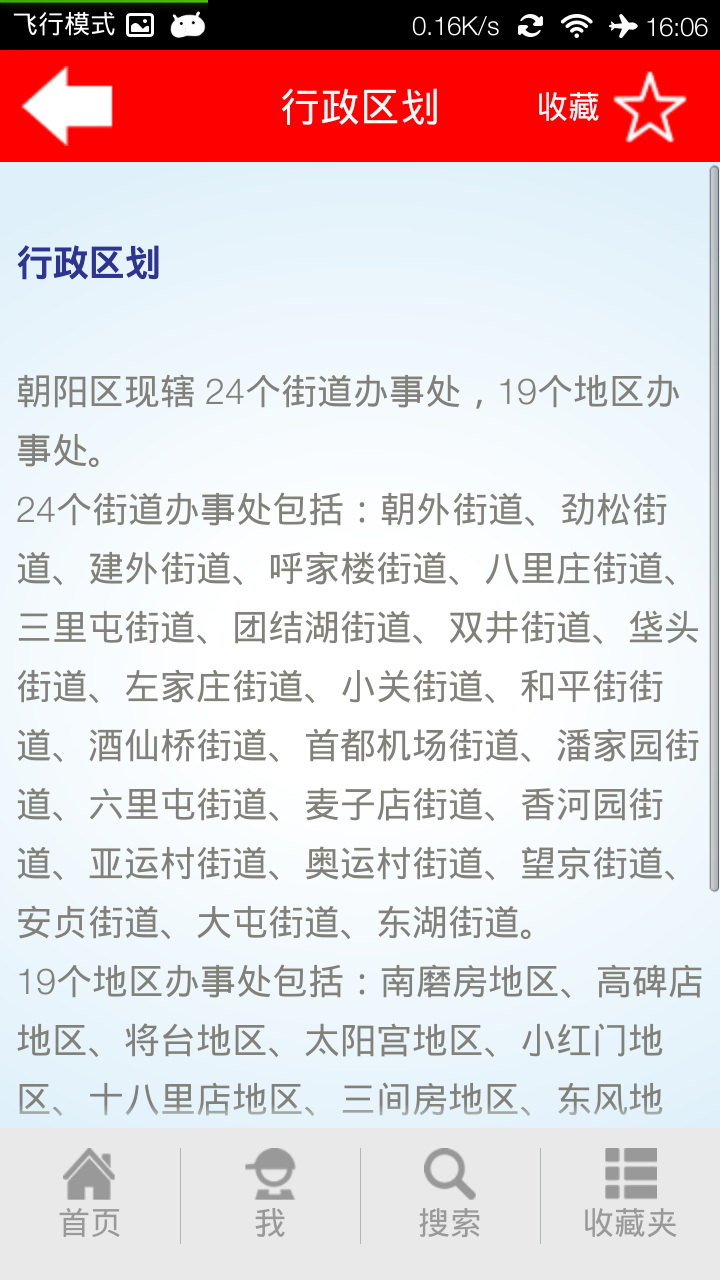 飞行模式 0.16K/s 16:06
行政区划 收藏
行政区划
朝阳区现辖 24个街道办事处，19个地区办
事处。
24个街道办事处包括：朝外街道、劲松街
道、建外街道、呼家楼街道、八里庄街道、
三里屯街道、团结湖街道、双井街道、垡头
街道、左家庄街道、小关街道、和平街街
道、酒仙桥街道、首都机场街道、潘家园街
道、六里屯街道、麦子店街道、香河园街
道、亚运村街道、奥运村街道、望京街道、
安贞街道、大屯街道、东湖街道。
19个地区办事处包括：南磨房地区、高碑店
地区、将台地区、太阳宫地区、小红门地
区、十八里店地区、三间房地区、东风地
首页 我 搜索 收藏夹